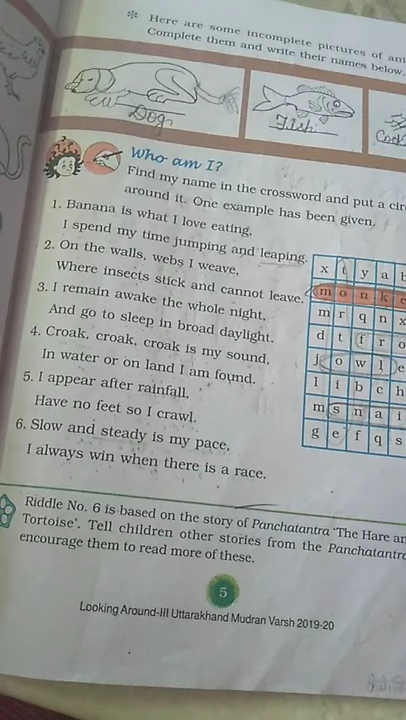 Here are some incomplete pictures of
Complete them and write their names below.
Dog
Fish
Who am I?
Find my name in the crossword and put a
around it. One example has been given.
1. Banana is what I love eating,
I spend my time jumping and leaping.
2. On the walls, webs I weave,
Where insects stick and cannot leave.
3. I remain awake the whole night,
And go to sleep in broad daylight.
4. Croak, croak, croak is my sound,
In water or on land I am found.
5. I appear after rainfall,
Have no feet so I crawl.
6. Slow and steady is my pace,
I always win when there is a race.
x t y a b
m o n k e
m r q n x
d t f r o
j o w l e
l i b c h
m s n a i
g e f q s
Riddle No. 6 is based on the story of Panchatantra 'The Hare
Tortoise'. Tell children other stories from the Panchatantra
encourage them to read more of these.
5
Looking Around-III Uttarakhand Mudran Varsh 2019-20